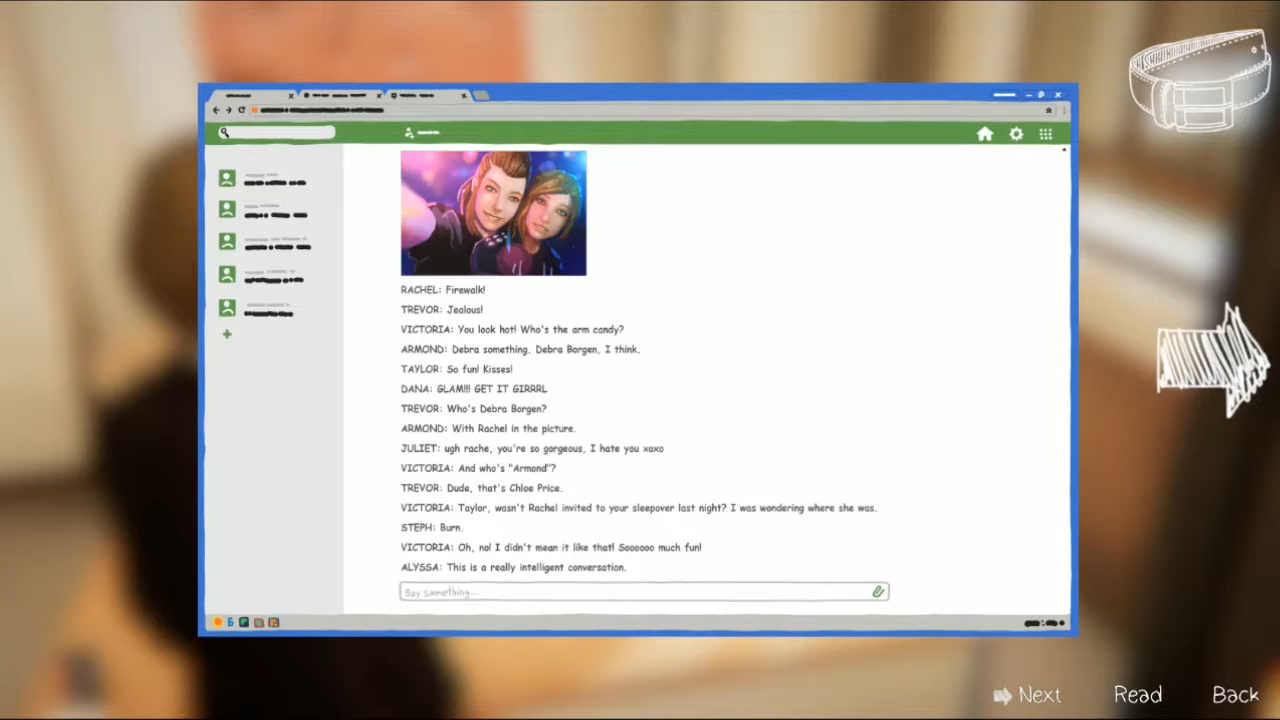 RACHEL: Firewalk!
TREVOR: Jealous!
VICTORIA: You look hot! Who's the arm candy?
ARMOND: Debra something. Debra Borgen, I think.
TAYLOR: So fun! Kisses!
DANA: GLAM!!! GET IT GIRRRL
TREVOR: Who's Debra Borgen?
ARMOND: With Rachel in the picture.
JULIET: ugh rache, you're so gorgeous, I hate you xoxo
VICTORIA: And who's "Armond"?
TREVOR: Dude, that's Chloe Price.
VICTORIA: Taylor, wasn't Rachel invited to your sleepover last night? I was wondering where she was.
STEPH: Burn.
VICTORIA: Oh, no! I didn't mean it like that! Soooooo much fun!
ALYSSA: This is a really intelligent conversation.
Say something...
Next Read Back